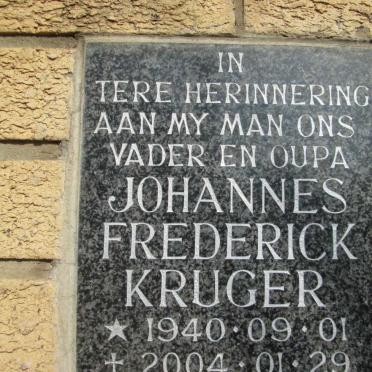 IN
TERE HERINNERING
AAN MY MAN ONS
VADER EN OUPA
JOHANNES
FREDERICK
KRUGER
★ 1940·09·01
✝ 2004·01·29